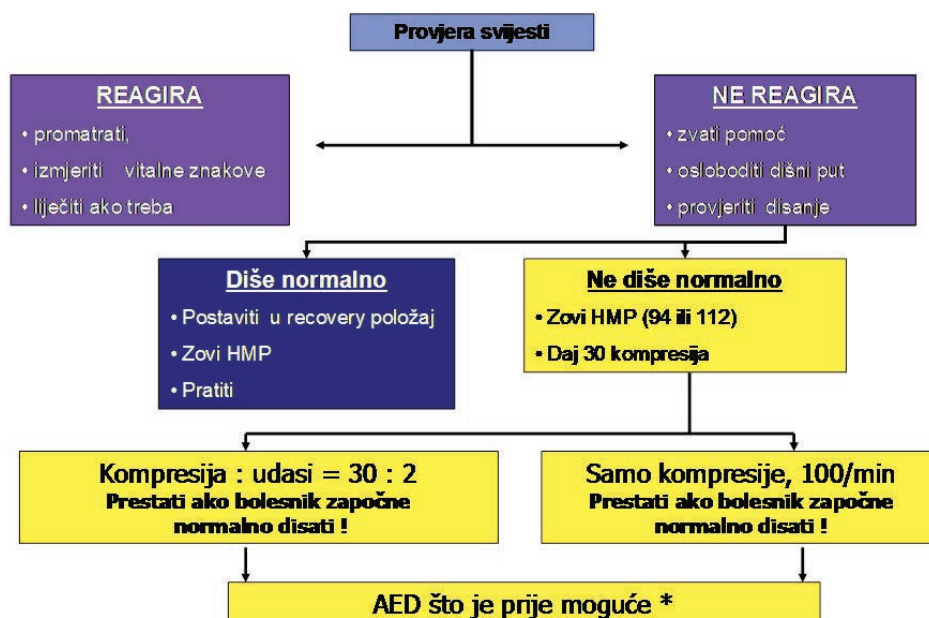 Provjera svijesti
REAGIRA
• promatrati,
• izmjeriti vitalne znakove
• liječiti ako treba
NE REAGIRA
• zvati pomoć
• osloboditi dišni put
• provjeriti disanje
Diše normalno
• Postaviti u recovery položaj
• Zovi HMP
• Pratiti
Ne diše normalno
• Zovi HMP (94 ili 112)
• Daj 30 kompresija
Kompresija : udasi = 30 : 2
Prestati ako bolesnik započne
normalno disati !
Samo kompresije, 100/min
Prestati ako bolesnik započne
normalno disati !
AED što je prije moguće *